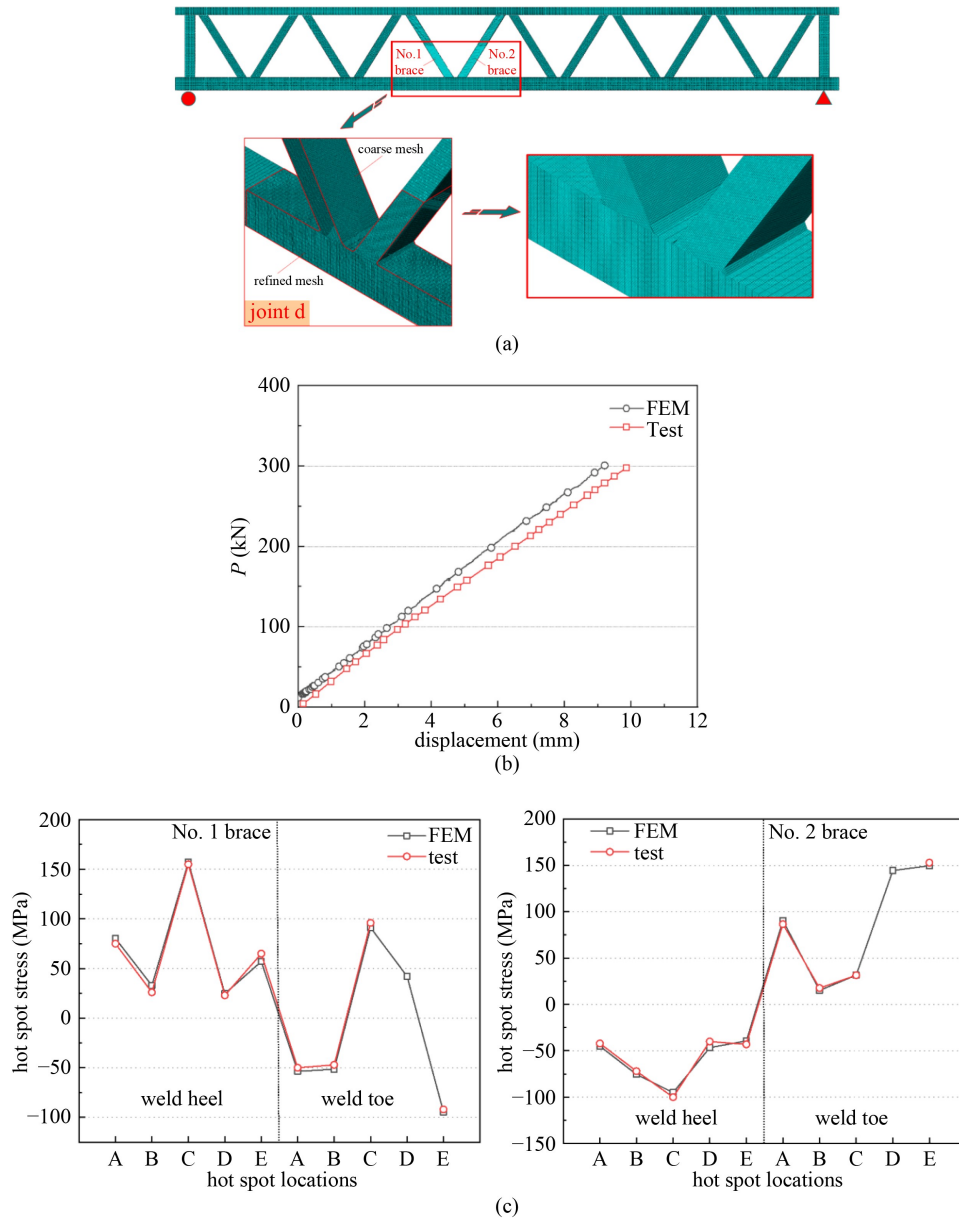 No.1
brace
No.2
brace
coarse mesh
refined mesh
joint d
(a)
400
300
200
100
0
FEM
Test
P (kN)
0 2 4 6 8 10 12
displacement (mm)
(b)
200
150
100
50
0
−50
−100
No. 1 brace
FEM
test
hot spot stress (MPa)
weld heel
weld toe
A B C D E A B C D E
hot spot locations
200
150
100
50
0
−50
−100
−150
FEM
test
No. 2 brace
hot spot stress (MPa)
weld heel
weld toe
A B C D E A B C D E
hot spot locations
(c)